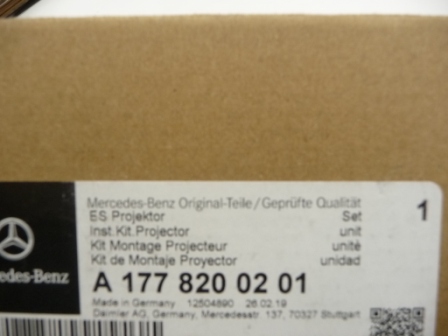 Mercedes-Benz Original-Teile/Geprüfte Qualität
ES Projektor Set 1
Inst.Kit.Projector unit
Kit Montage Projecteur unité
Kit de Montaje Proyector unidad
edes-Benz
A 177 820 02 01
Made in Germany 12504890 26.02.19
Daimler AG, Germany, Mercedesstr. 137, 70327 Stuttgart